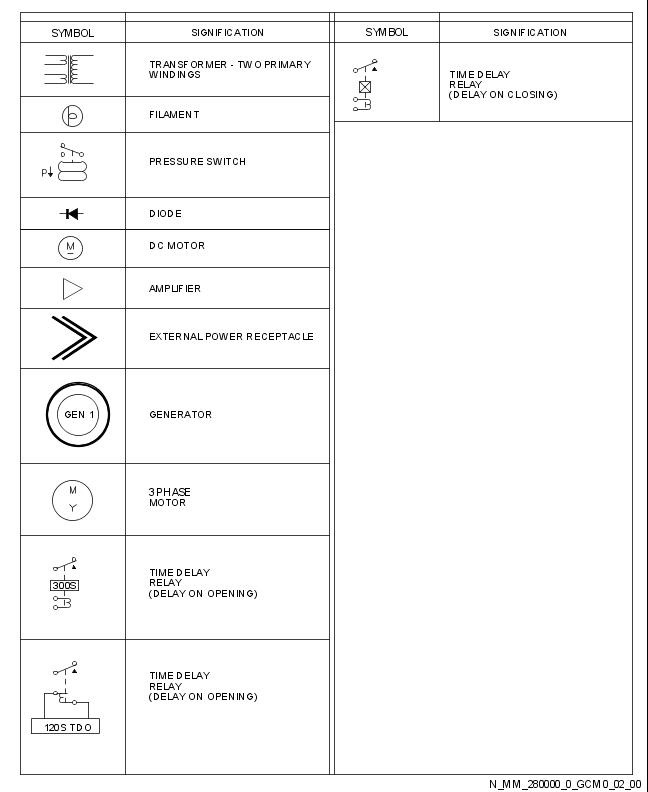 SYMBOL
SIGNIFICATION
TRANSFORMER - TWO PRIMARY
WINDINGS
FILAMENT
P
PRESSURE SWITCH
DIODE
M
DC MOTOR
AMPLIFIER
EXTERNAL POWER RECEPTACLE
GEN 1
GENERATOR
M
Y
3 PHASE
MOTOR
300S
TIME DELAY
RELAY
(DELAY ON OPENING)
120S TDO
TIME DELAY
RELAY
(DELAY ON OPENING)
SYMBOL
SIGNIFICATION
TIME DELAY
RELAY
(DELAY ON CLOSING)
N_MM_280000_0_GCM0_02_00